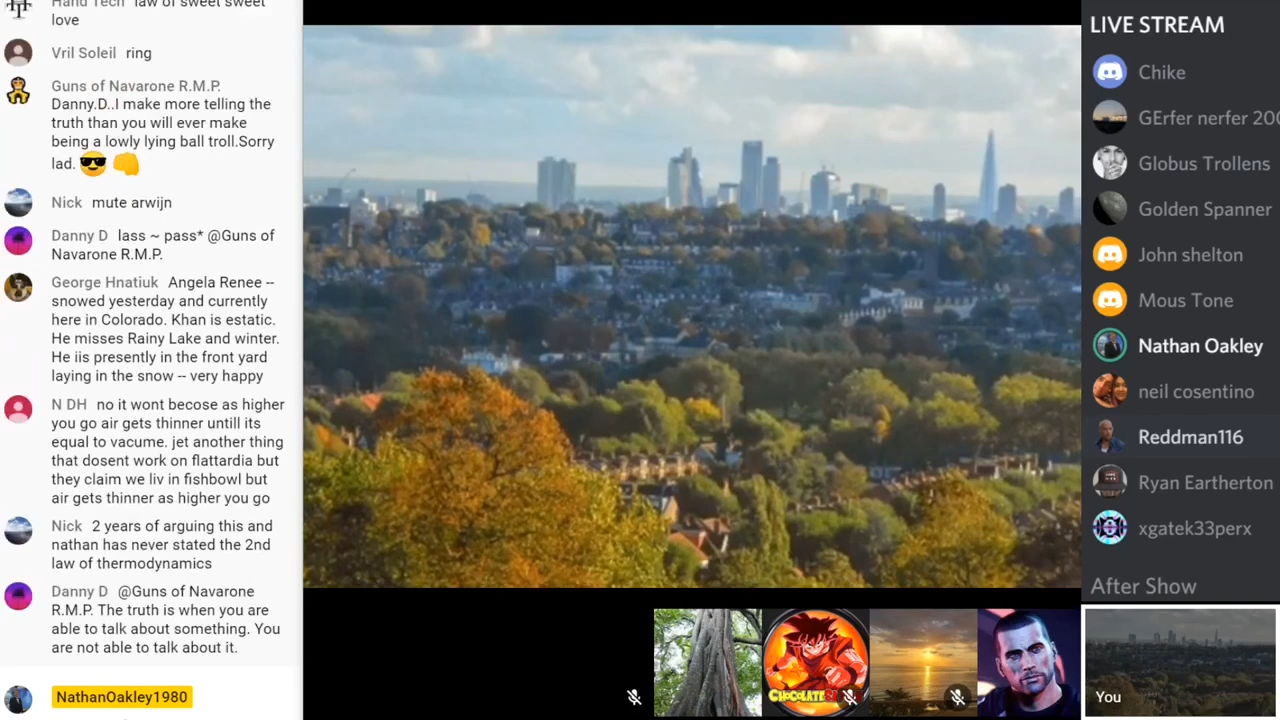 Hand Tech law of sweet sweet
love
Vril Soleil ring
Guns of Navarone R.M.P.
Danny.D..I make more telling the
truth than you will ever make
being a lowly lying ball troll.Sorry
lad.
Nick mute arwijn
Danny D lass ~ pass* @Guns of
Navarone R.M.P.
George Hnatiuk Angela Renee --
snowed yesterday and currently
here in Colorado. Khan is estatic.
He misses Rainy Lake and winter.
He iis presently in the front yard
laying in the snow -- very happy
N DH no it wont becose as higher
you go air gets thinner untill its
equal to vacume. jet another thing
that dosent work on flattardia but
they claim we liv in fishbowl but
air gets thinner as higher you go
Nick 2 years of arguing this and
nathan has never stated the 2nd
law of thermodynamics
Danny D @Guns of Navarone
R.M.P. The truth is when you are
able to talk about something. You
are not able to talk about it.
NathanOakley1980
LIVE STREAM
Chike
GErfer nerfer 200
Globus Trollens
Golden Spanner
John shelton
Mous Tone
Nathan Oakley
neil cosentino
Reddman116
Ryan Eartherton
xgatek33perx
After Show
You